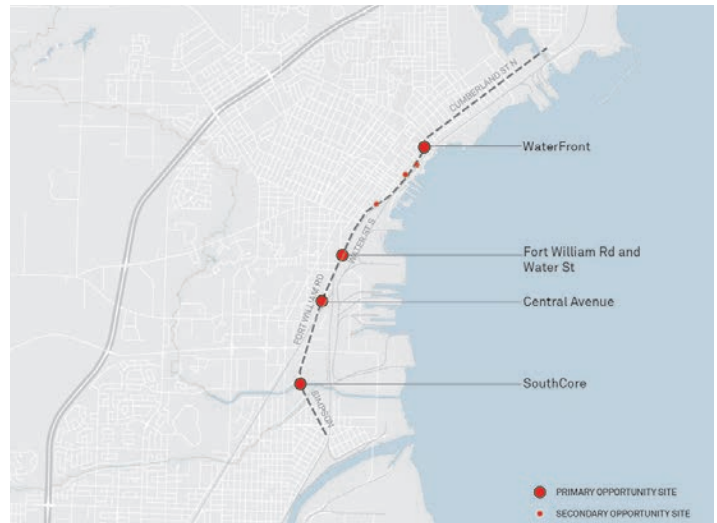 CUMBERLAND ST N
WaterFront
WATER ST S
Fort William Rd and
Water St
FORT WILLIAM RD
Central Avenue
SouthCore
SIMPSON
PRIMARY OPPORTUNITY SITE
SECONDARY OPPORTUNITY SITE